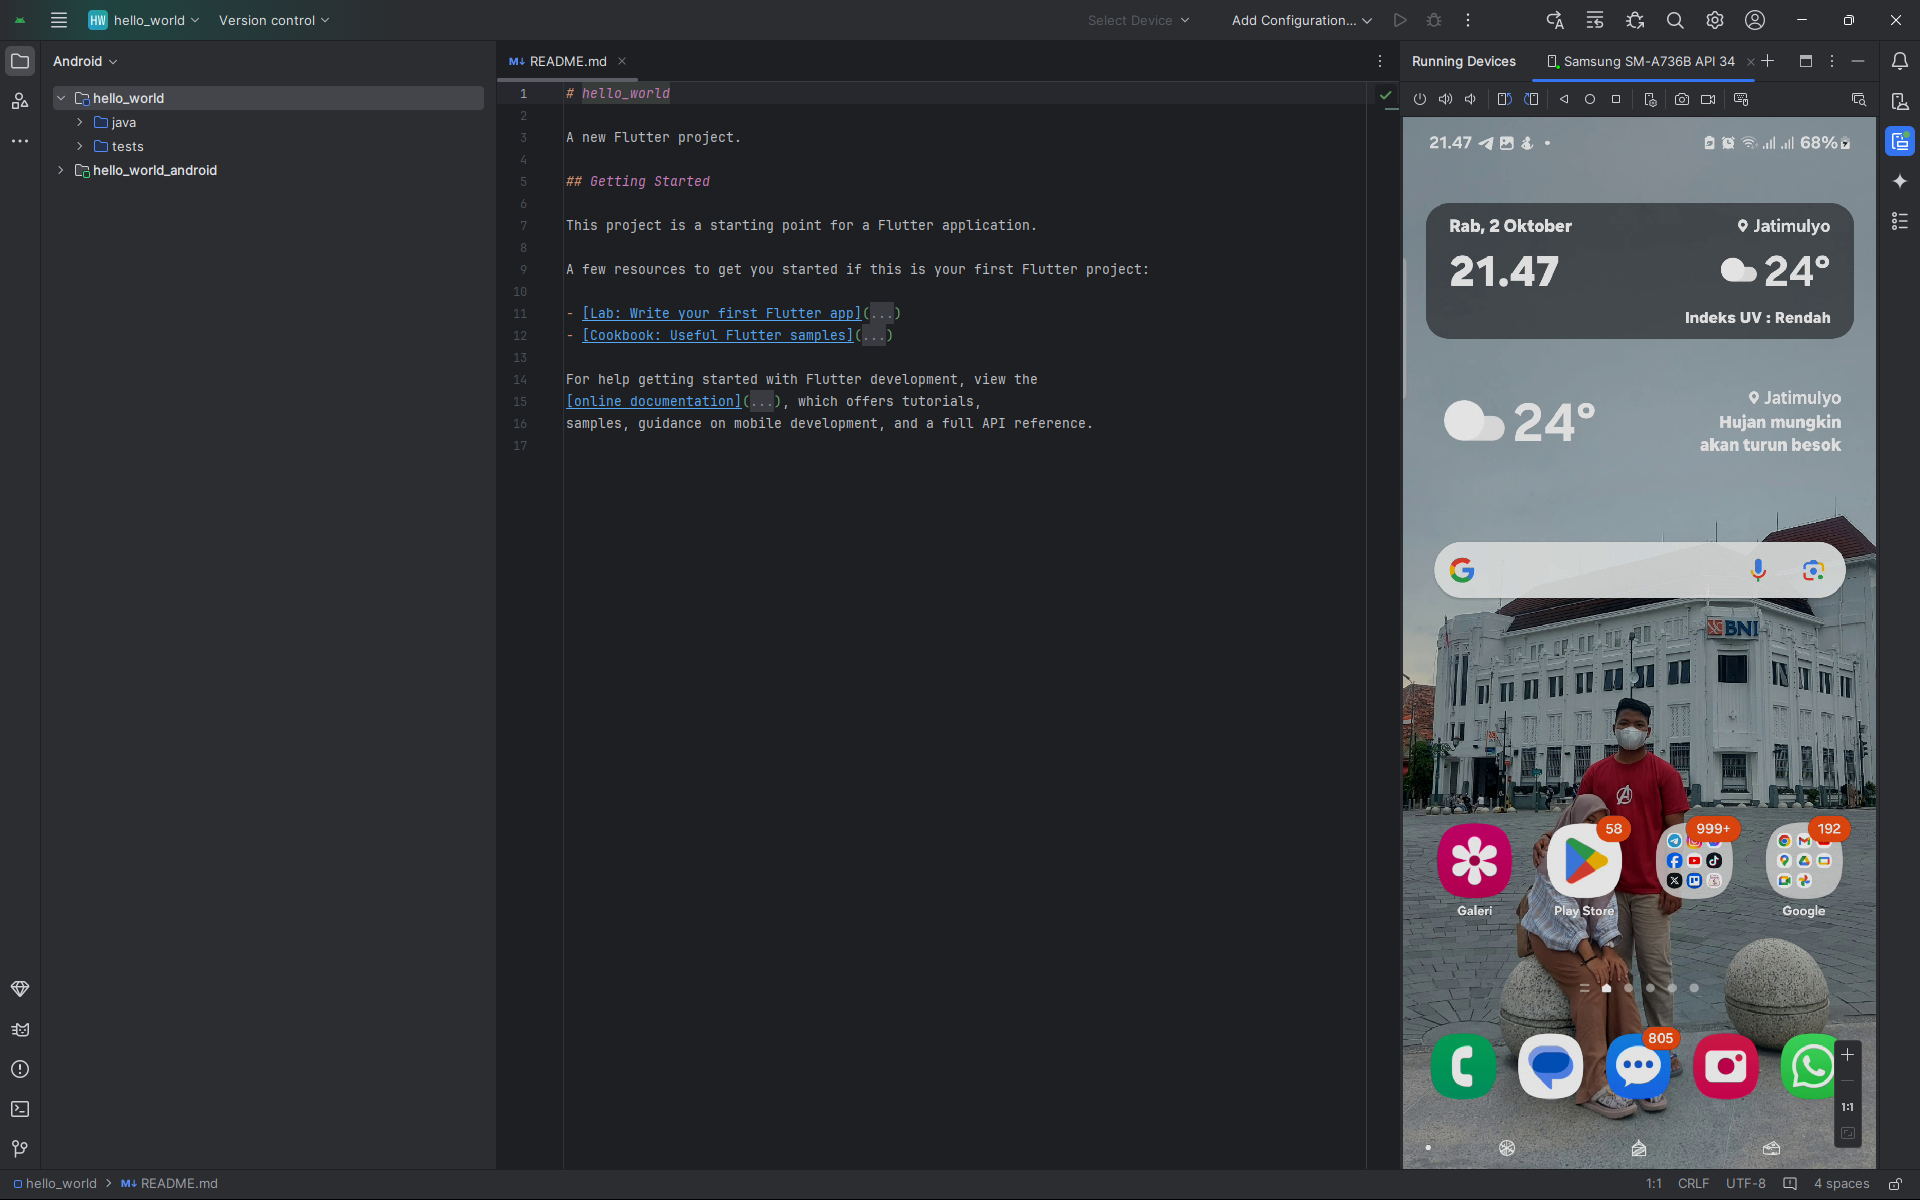 HW hello_world
Version control
Select Device
Add Configuration...
Android
hello_world
java
tests
hello_world_android
M↓ README.md
1 # hello_world
2
3 A new Flutter project.
4
5 ## Getting Started
6
7 This project is a starting point for a Flutter application.
8
9 A few resources to get you started if this is your first Flutter project:
10
11 - [Lab: Write your first Flutter app](...)
12 - [Cookbook: Useful Flutter samples](...)
13
14 For help getting started with Flutter development, view the
15 [online documentation](...), which offers tutorials,
16 samples, guidance on mobile development, and a full API reference.
17
Running Devices
Samsung SM-A736B API 34
21.47
68%
Rab, 2 Oktober
Jatimulyo
21.47
24°
Indeks UV : Rendah
24°
Jatimulyo
Hujan mungkin
akan turun besok
BNI
58
999+
192
Galeri
Play Store
Google
805
1:1
hello_world > M↓ README.md
1:1
CRLF
UTF-8
4 spaces